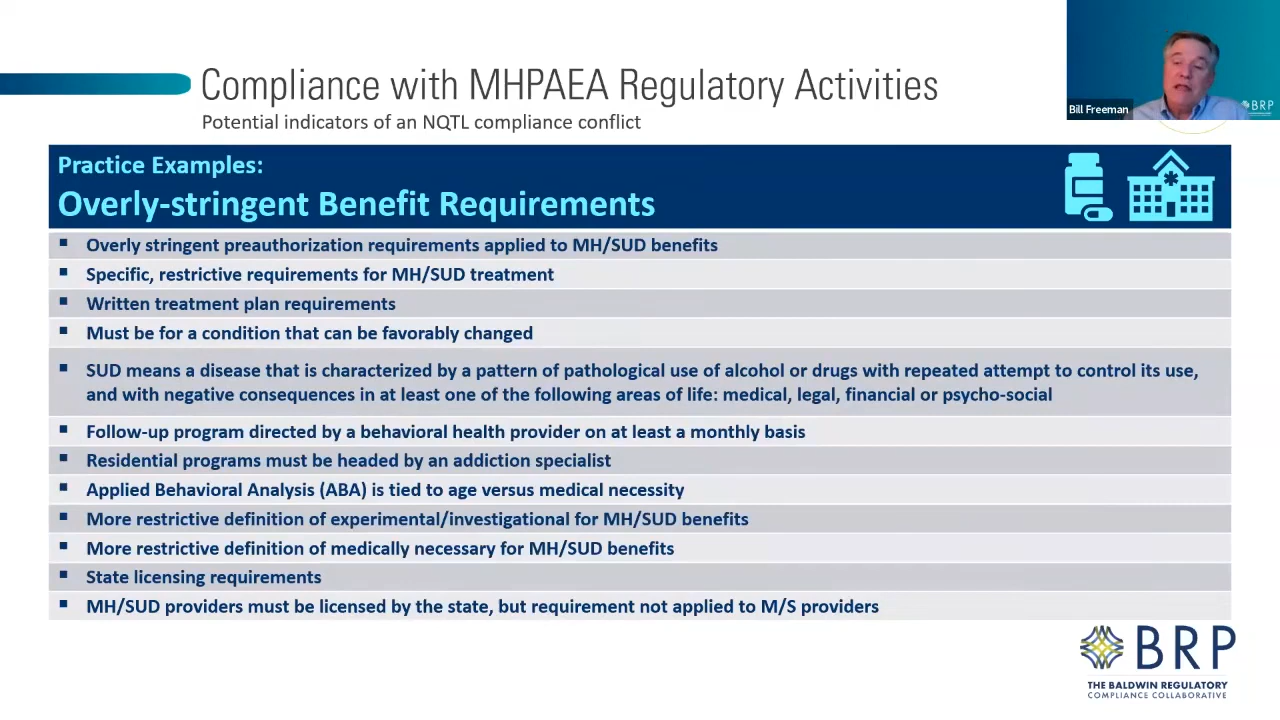 Compliance with MHPAEA Regulatory Activities
Potential indicators of an NQTL compliance conflict
Bill Freeman
BRP
Practice Examples:
Overly-stringent Benefit Requirements
▪ Overly stringent preauthorization requirements applied to MH/SUD benefits
▪ Specific, restrictive requirements for MH/SUD treatment
▪ Written treatment plan requirements
▪ Must be for a condition that can be favorably changed
▪ SUD means a disease that is characterized by a pattern of pathological use of alcohol or drugs with repeated attempt to control its use,
and with negative consequences in at least one of the following areas of life: medical, legal, financial or psycho-social
▪ Follow-up program directed by a behavioral health provider on at least a monthly basis
▪ Residential programs must be headed by an addiction specialist
▪ Applied Behavioral Analysis (ABA) is tied to age versus medical necessity
▪ More restrictive definition of experimental/investigational for MH/SUD benefits
▪ More restrictive definition of medically necessary for MH/SUD benefits
▪ State licensing requirements
▪ MH/SUD providers must be licensed by the state, but requirement not applied to M/S providers
BRP
THE BALDWIN REGULATORY
COMPLIANCE COLLABORATIVE